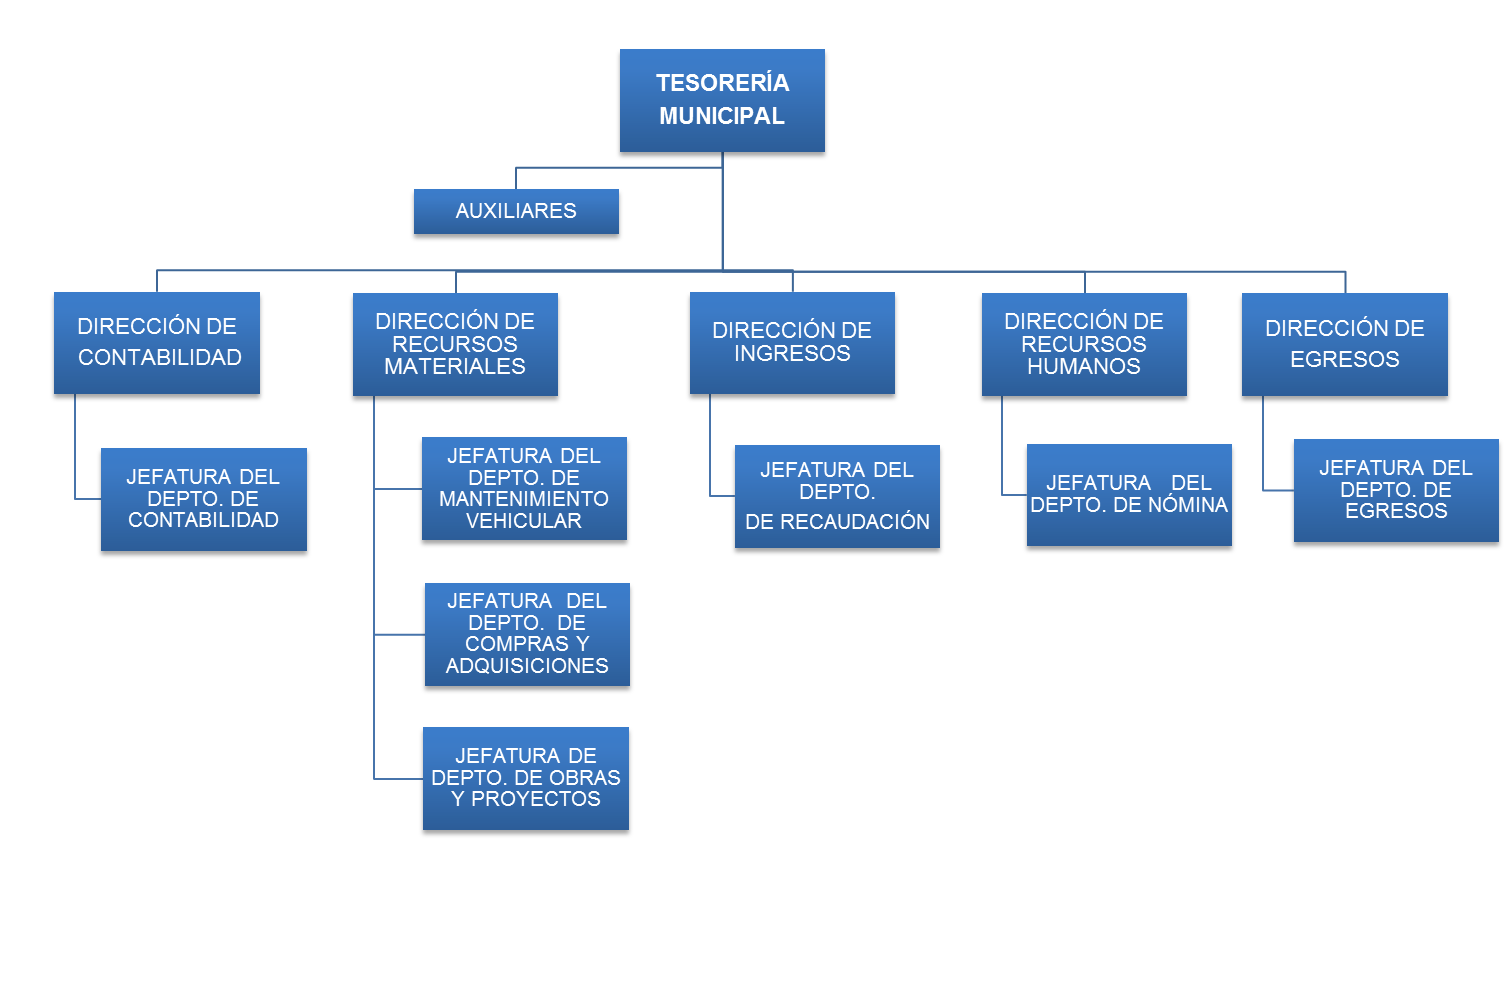 TESORERÍA
MUNICIPAL
AUXILIARES
DIRECCIÓN DE
CONTABILIDAD
DIRECCIÓN DE
RECURSOS
MATERIALES
DIRECCIÓN DE
INGRESOS
DIRECCIÓN DE
RECURSOS
HUMANOS
DIRECCIÓN DE
EGRESOS
JEFATURA DEL
DEPTO. DE
CONTABILIDAD
JEFATURA DEL
DEPTO. DE
MANTENIMIENTO
VEHICULAR
JEFATURA DEL
DEPTO. DE
COMPRAS Y
ADQUISICIONES
JEFATURA DE
DEPTO. DE OBRAS
Y PROYECTOS
JEFATURA DEL
DEPTO.
DE RECAUDACIÓN
JEFATURA DEL
DEPTO. DE NÓMINA
JEFATURA DEL
DEPTO. DE
EGRESOS